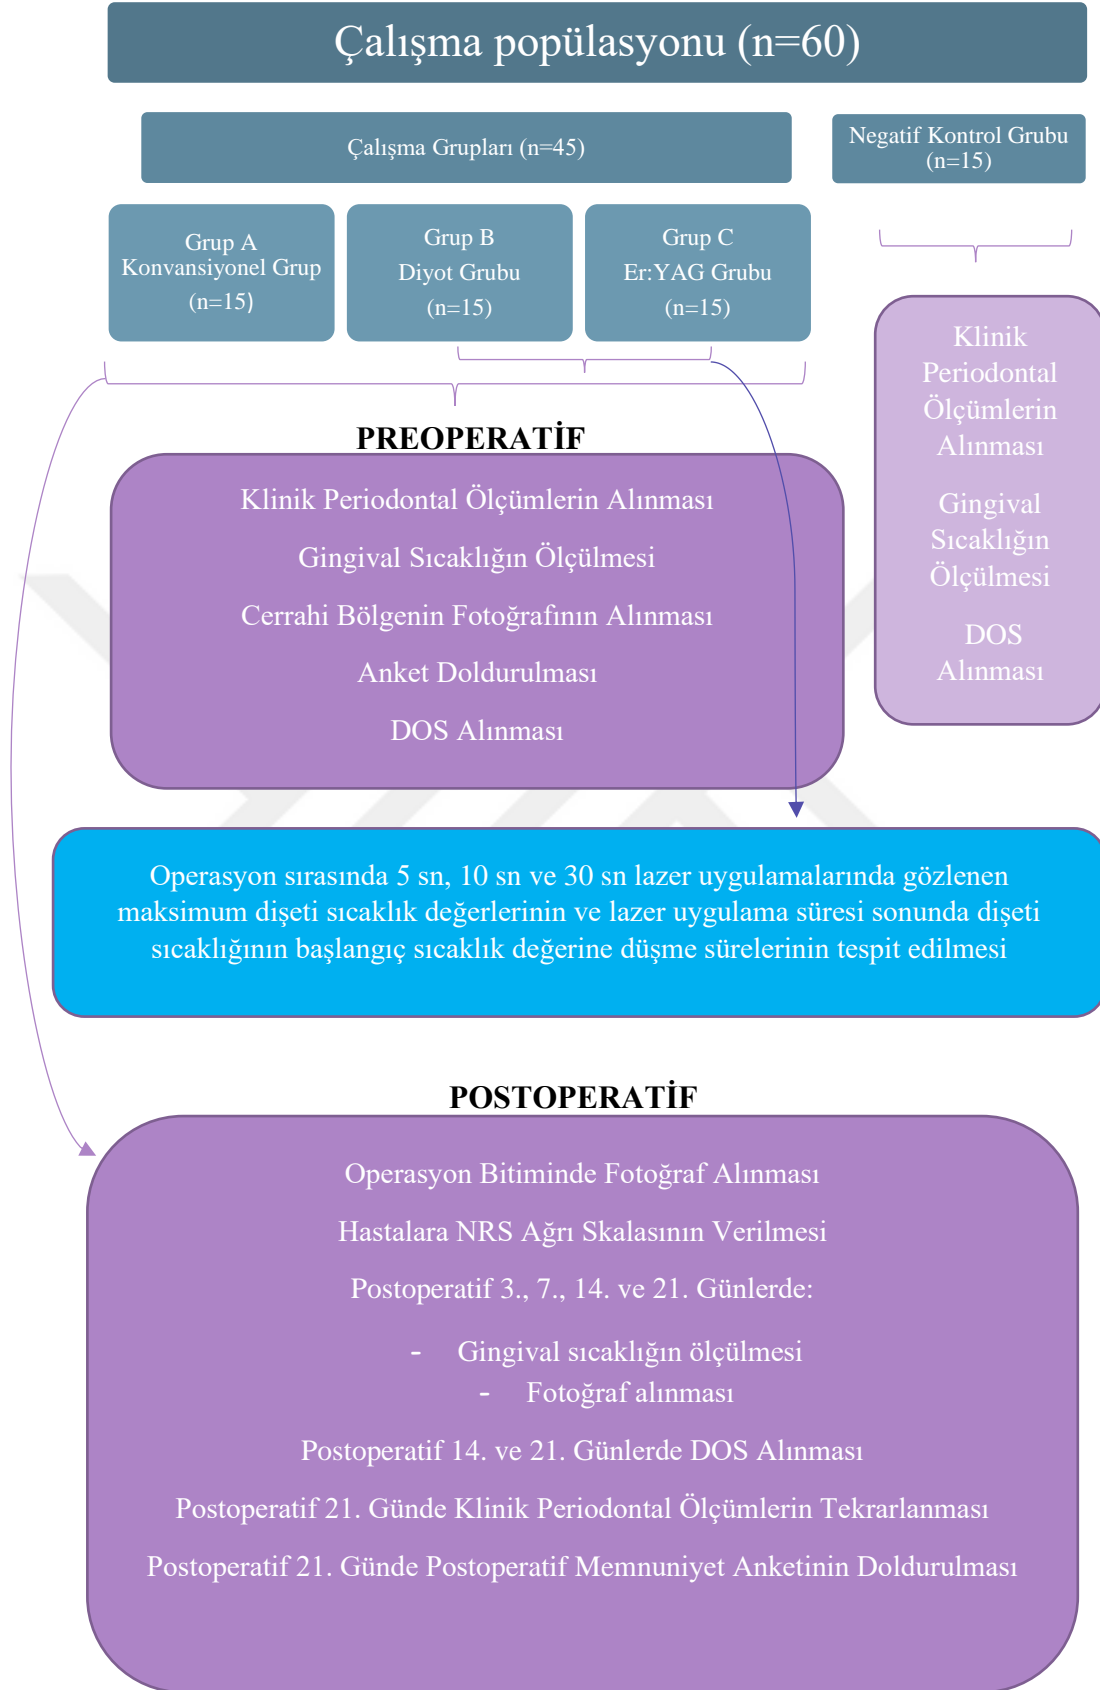 Çalışma popülasyonu (n=60)
Çalışma Grupları (n=45)
Negatif Kontrol Grubu
(n=15)
Grup A
Konvansiyonel Grup
(n=15)
Grup B
Diyot Grubu
(n=15)
Grup C
Er:YAG Grubu
(n=15)
Klinik
Periodontal
Ölçümlerin
Alınması
Gingival
Sıcaklığın
Ölçülmesi
DOS
Alınması
PREOPERATİF
Klinik Periodontal Ölçümlerin Alınması
Gingival Sıcaklığın Ölçülmesi
Cerrahi Bölgenin Fotoğrafının Alınması
Anket Doldurulması
DOS Alınması
Operasyon sırasında 5 sn, 10 sn ve 30 sn lazer uygulamalarında gözlenen
maksimum dişeti sıcaklık değerlerinin ve lazer uygulama süresi sonunda dişeti
sıcaklığının başlangıç sıcaklık değerine düşme sürelerinin tespit edilmesi
POSTOPERATİF
Operasyon Bitiminde Fotoğraf Alınması
Hastalara NRS Ağrı Skalasının Verilmesi
Postoperatif 3., 7., 14. ve 21. Günlerde:
- Gingival sıcaklığın ölçülmesi
- Fotoğraf alınması
Postoperatif 14. ve 21. Günlerde DOS Alınması
Postoperatif 21. Günde Klinik Periodontal Ölçümlerin Tekrarlanması
Postoperatif 21. Günde Postoperatif Memnuniyet Anketinin Doldurulması